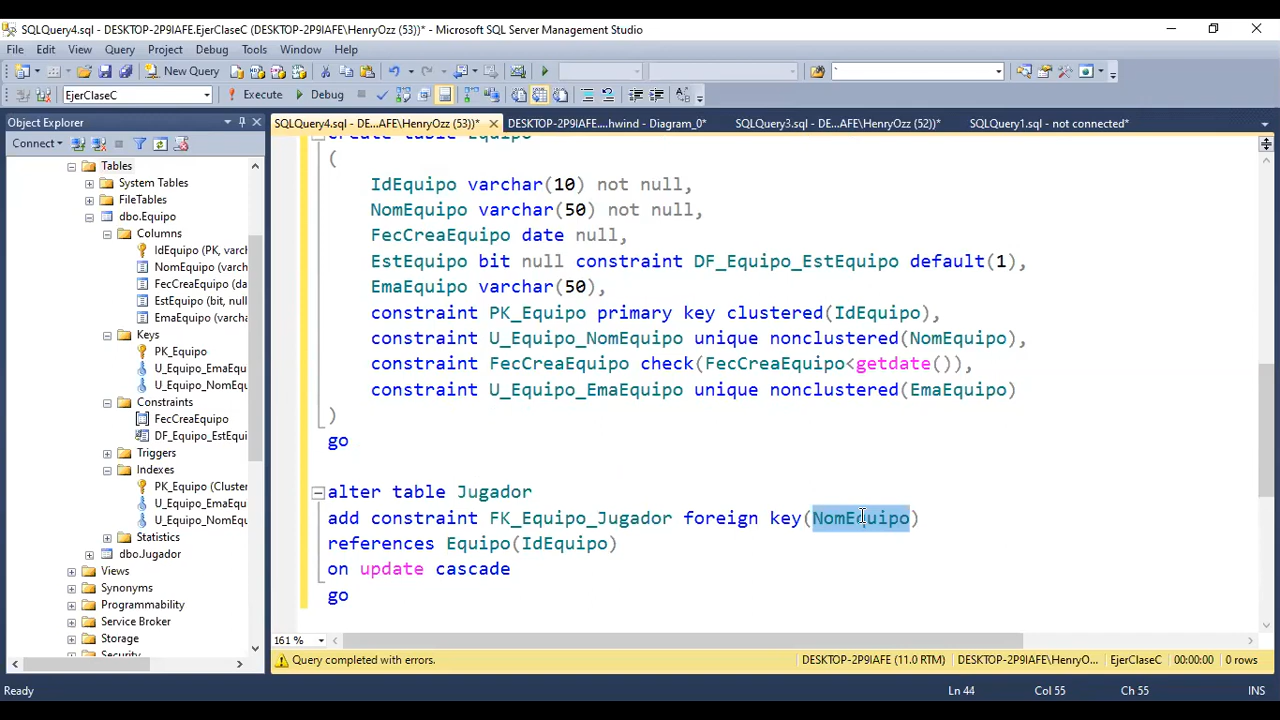 SQLQuery4.sql - DESKTOP-2P9IAFE.EjerClaseC (DESKTOP-2P9IAFE\HenryOzz (53))* - Microsoft SQL Server Management Studio
File Edit View Query Project Debug Tools Window Help
New Query
EjerClaseC Execute Debug
Object Explorer
Connect
SQLQuery4.sql - DE...AFE\HenryOzz (53))* DESKTOP-2P9IAFE....hwind - Diagram_0* SQLQuery3.sql - DE...AFE\HenryOzz (52))* SQLQuery1.sql - not connected*
Tables
System Tables
FileTables
dbo.Equipo
Columns
IdEquipo (PK, varch
NomEquipo (varch
FecCreaEquipo (da
EstEquipo (bit, null
EmaEquipo (varcha
Keys
PK_Equipo
U_Equipo_EmaEqu
U_Equipo_NomEqu
Constraints
FecCreaEquipo
DF_Equipo_EstEqui
Triggers
Indexes
PK_Equipo (Cluster
U_Equipo_EmaEqu
U_Equipo_NomEqu
Statistics
dbo.Jugador
Views
Synonyms
Programmability
Service Broker
Storage
Security
create table Equipo
(
IdEquipo varchar(10) not null,
NomEquipo varchar(50) not null,
FecCreaEquipo date null,
EstEquipo bit null constraint DF_Equipo_EstEquipo default(1),
EmaEquipo varchar(50),
constraint PK_Equipo primary key clustered(IdEquipo),
constraint U_Equipo_NomEquipo unique nonclustered(NomEquipo),
constraint FecCreaEquipo check(FecCreaEquipo<getdate()),
constraint U_Equipo_EmaEquipo unique nonclustered(EmaEquipo)
)
go
alter table Jugador
add constraint FK_Equipo_Jugador foreign key(NomEquipo)
references Equipo(IdEquipo)
on update cascade
go
161 %
Query completed with errors. DESKTOP-2P9IAFE (11.0 RTM) DESKTOP-2P9IAFE\HenryO... EjerClaseC 00:00:00 0 rows
Ready Ln 44 Col 55 Ch 55 INS